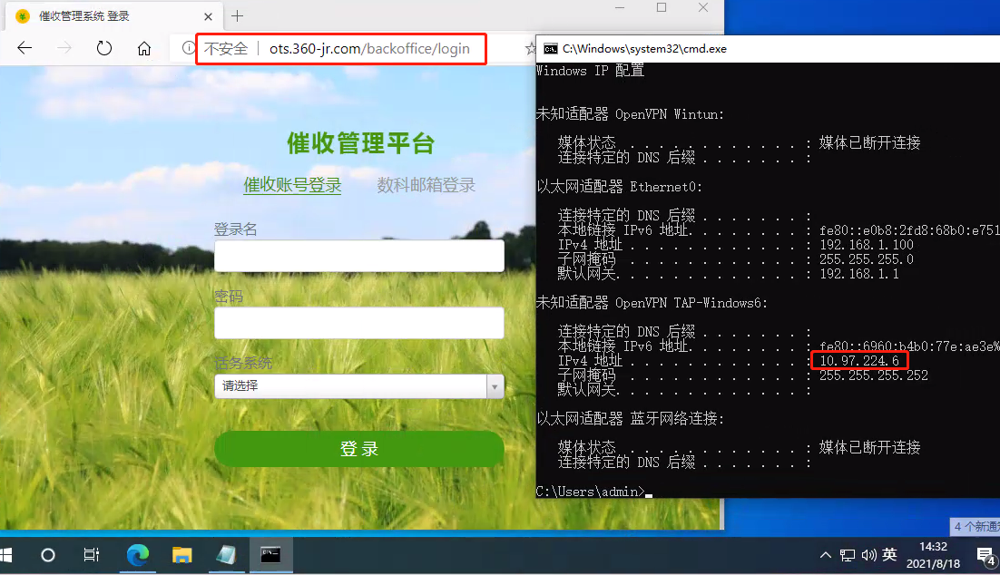 催收管理系统 登录
不安全 ots.360-jr.com/backoffice/login
催收管理平台
催收账号登录 数科邮箱登录
登录名
密码
话务系统
请选择
登 录
C:\Windows\system32\cmd.exe
Windows IP 配置
未知适配器 OpenVPN Wintun:
媒体状态 . . . . . . . . . . . . : 媒体已断开连接
连接特定的 DNS 后缀 . . . . . . . :
以太网适配器 Ethernet0:
连接特定的 DNS 后缀 . . . . . . . :
本地链接 IPv6 地址. . . . . . . . : fe80::e0b8:2fd8:68b0:e751
IPv4 地址 . . . . . . . . . . . . : 192.168.1.100
子网掩码 . . . . . . . . . . . . : 255.255.255.0
默认网关. . . . . . . . . . . . . : 192.168.1.1
未知适配器 OpenVPN TAP-Windows6:
连接特定的 DNS 后缀 . . . . . . . :
本地链接 IPv6 地址. . . . . . . . : fe80::6960:b4b0:77e:ae3e%
IPv4 地址 . . . . . . . . . . . . : 10.97.224.6
子网掩码 . . . . . . . . . . . . : 255.255.255.252
默认网关. . . . . . . . . . . . . :
以太网适配器 蓝牙网络连接:
媒体状态 . . . . . . . . . . . . : 媒体已断开连接
连接特定的 DNS 后缀 . . . . . . . :
C:\Users\admin>
4 个新通知
英
14:32
2021/8/18
4